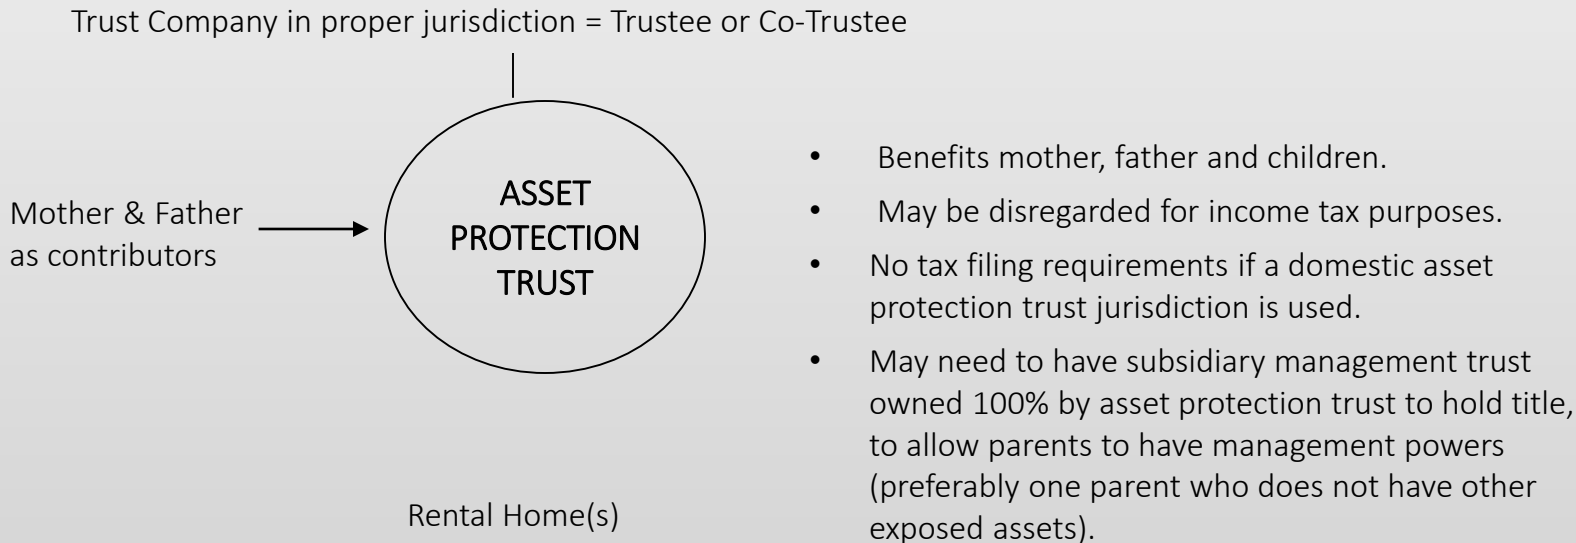 Trust Company in proper jurisdiction = Trustee or Co-Trustee
Mother & Father
as contributors
ASSET
PROTECTION
TRUST
Rental Home(s)
• Benefits mother, father and children.
• May be disregarded for income tax purposes.
• No tax filing requirements if a domestic asset
protection trust jurisdiction is used.
• May need to have subsidiary management trust
owned 100% by asset protection trust to hold title,
to allow parents to have management powers
(preferably one parent who does not have other
exposed assets).